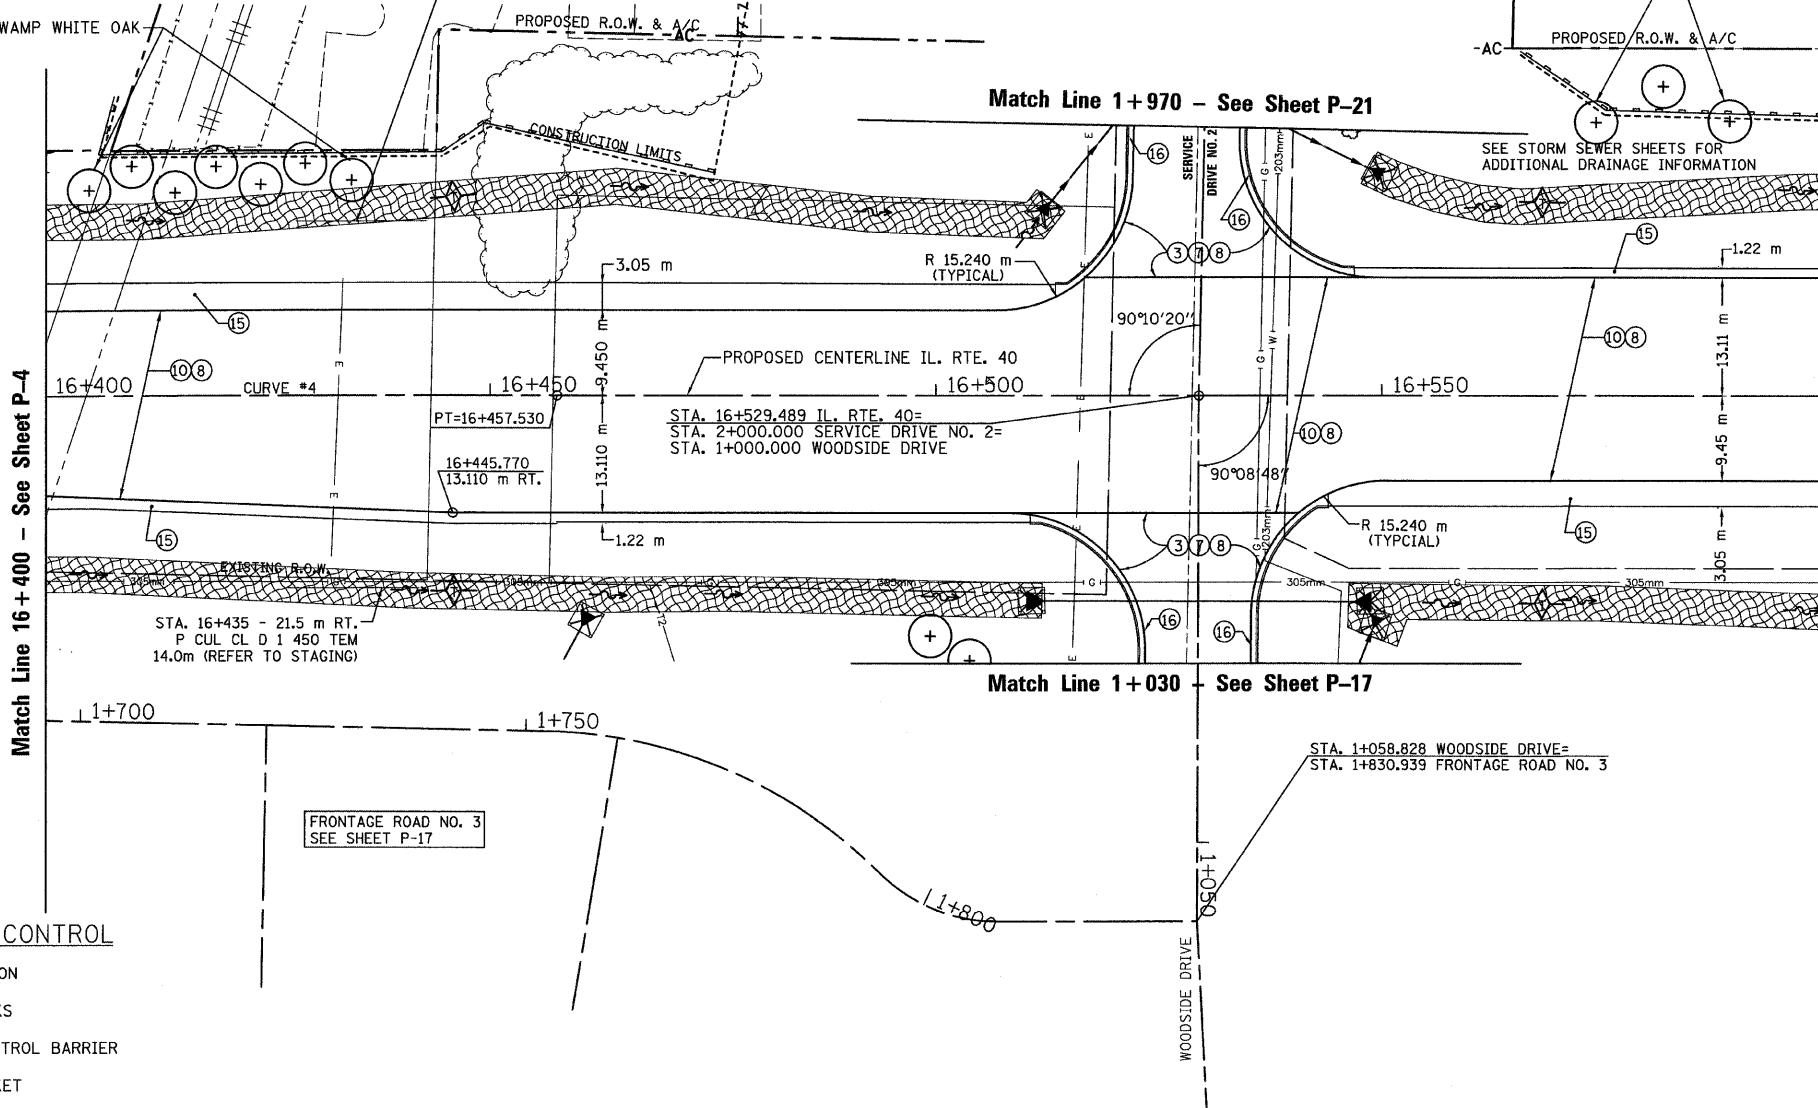 WAMP WHITE OAK
PROPOSED R.O.W. & A/C
AC
CONSTRUCTION LIMITS
Match Line 1+970 - See Sheet P-21
-AC
PROPOSED R.O.W. & A/C
SEE STORM SEWER SHEETS FOR
ADDITIONAL DRAINAGE INFORMATION
SERVICE
DRIVE NO. 2
16
16
1203mm
3 7 8
R 15.240 m
(TYPICAL)
3.05 m
15
15
1.22 m
90°10'20"
9.450 m
13.11 m
10 8
10 8
PROPOSED CENTERLINE IL. RTE. 40
16+400
CURVE #4
16+450
16+500
16+550
PT=16+457.530
STA. 16+529.489 IL. RTE. 40=
STA. 2+000.000 SERVICE DRIVE NO. 2=
STA. 1+000.000 WOODSIDE DRIVE
10 8
9.45 m
16+445.770
13.110 m RT.
13.110 m
90°08'48"
Match Line 16+400 - See Sheet P-4
15
1.22 m
3 7 8
1203mm
R 15.240 m
(TYPCIAL)
15
3.05 m
EXISTING R.O.W.
305mm
305mm
305mm
305mm
305mm
STA. 16+435 - 21.5 m RT.
P CUL CL D 1 450 TEM
14.0m (REFER TO STAGING)
16
16
Match Line 1+030 - See Sheet P-17
1+700
1+750
STA. 1+058.828 WOODSIDE DRIVE=
STA. 1+830.939 FRONTAGE ROAD NO. 3
FRONTAGE ROAD NO. 3
SEE SHEET P-17
1+800
1+050
WOODSIDE DRIVE
CONTROL
ON
KS
TROL BARRIER
KET